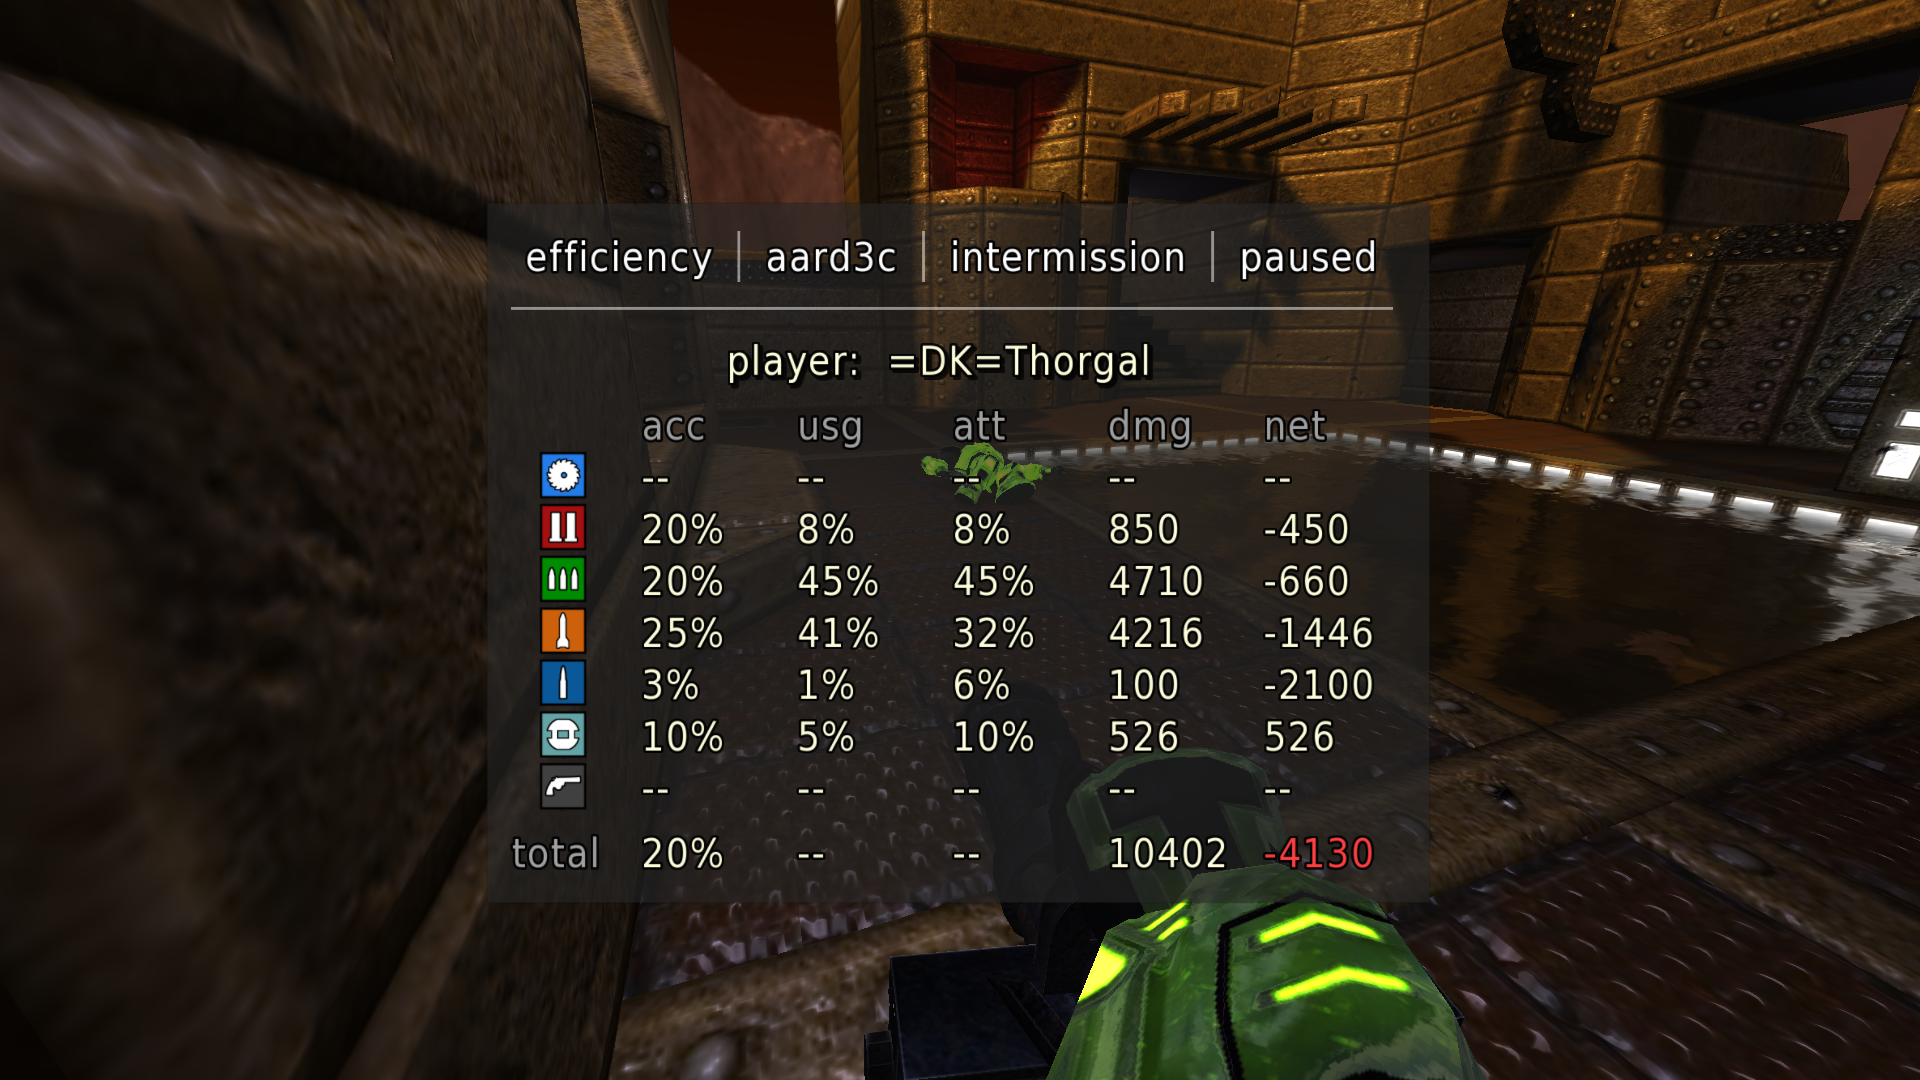 efficiency | aard3c | intermission | paused
player: =DK=Thorgal
acc usg att dmg net
-- -- -- -- --
20% 8% 8% 850 -450
20% 45% 45% 4710 -660
25% 41% 32% 4216 -1446
3% 1% 6% 100 -2100
10% 5% 10% 526 526
-- -- -- -- --
total 20% -- -- 10402 -4130